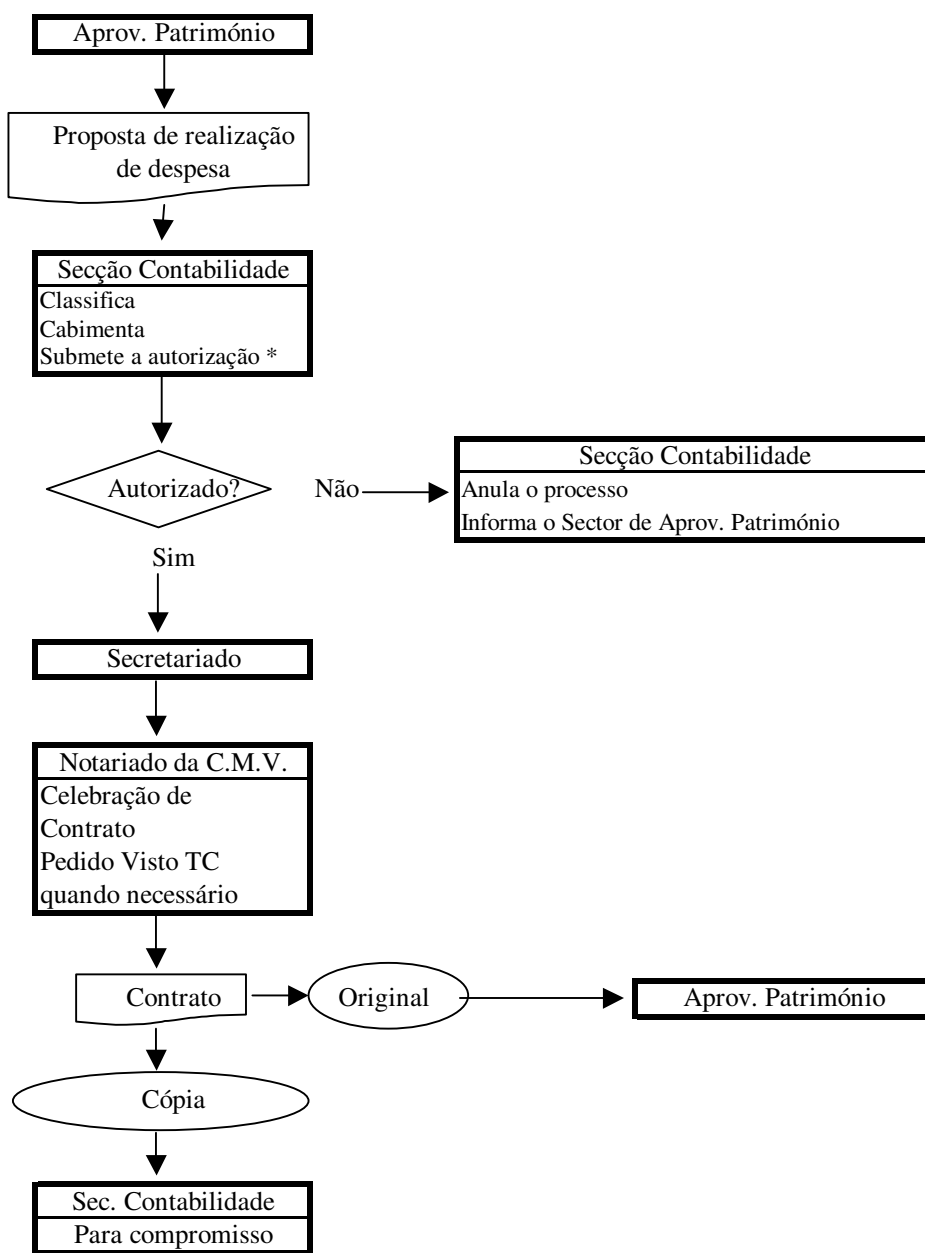 Aprov. Património
Proposta de realização
de despesa
Secção Contabilidade
Classifica
Cabimenta
Submete a autorização *
Autorizado?
Não
Secção Contabilidade
Anula o processo
Informa o Sector de Aprov. Património
Sim
Secretariado
Notariado da C.M.V.
Celebração de
Contrato
Pedido Visto TC
quando necessário
Contrato
Original
Aprov. Património
Cópia
Sec. Contabilidade
Para compromisso